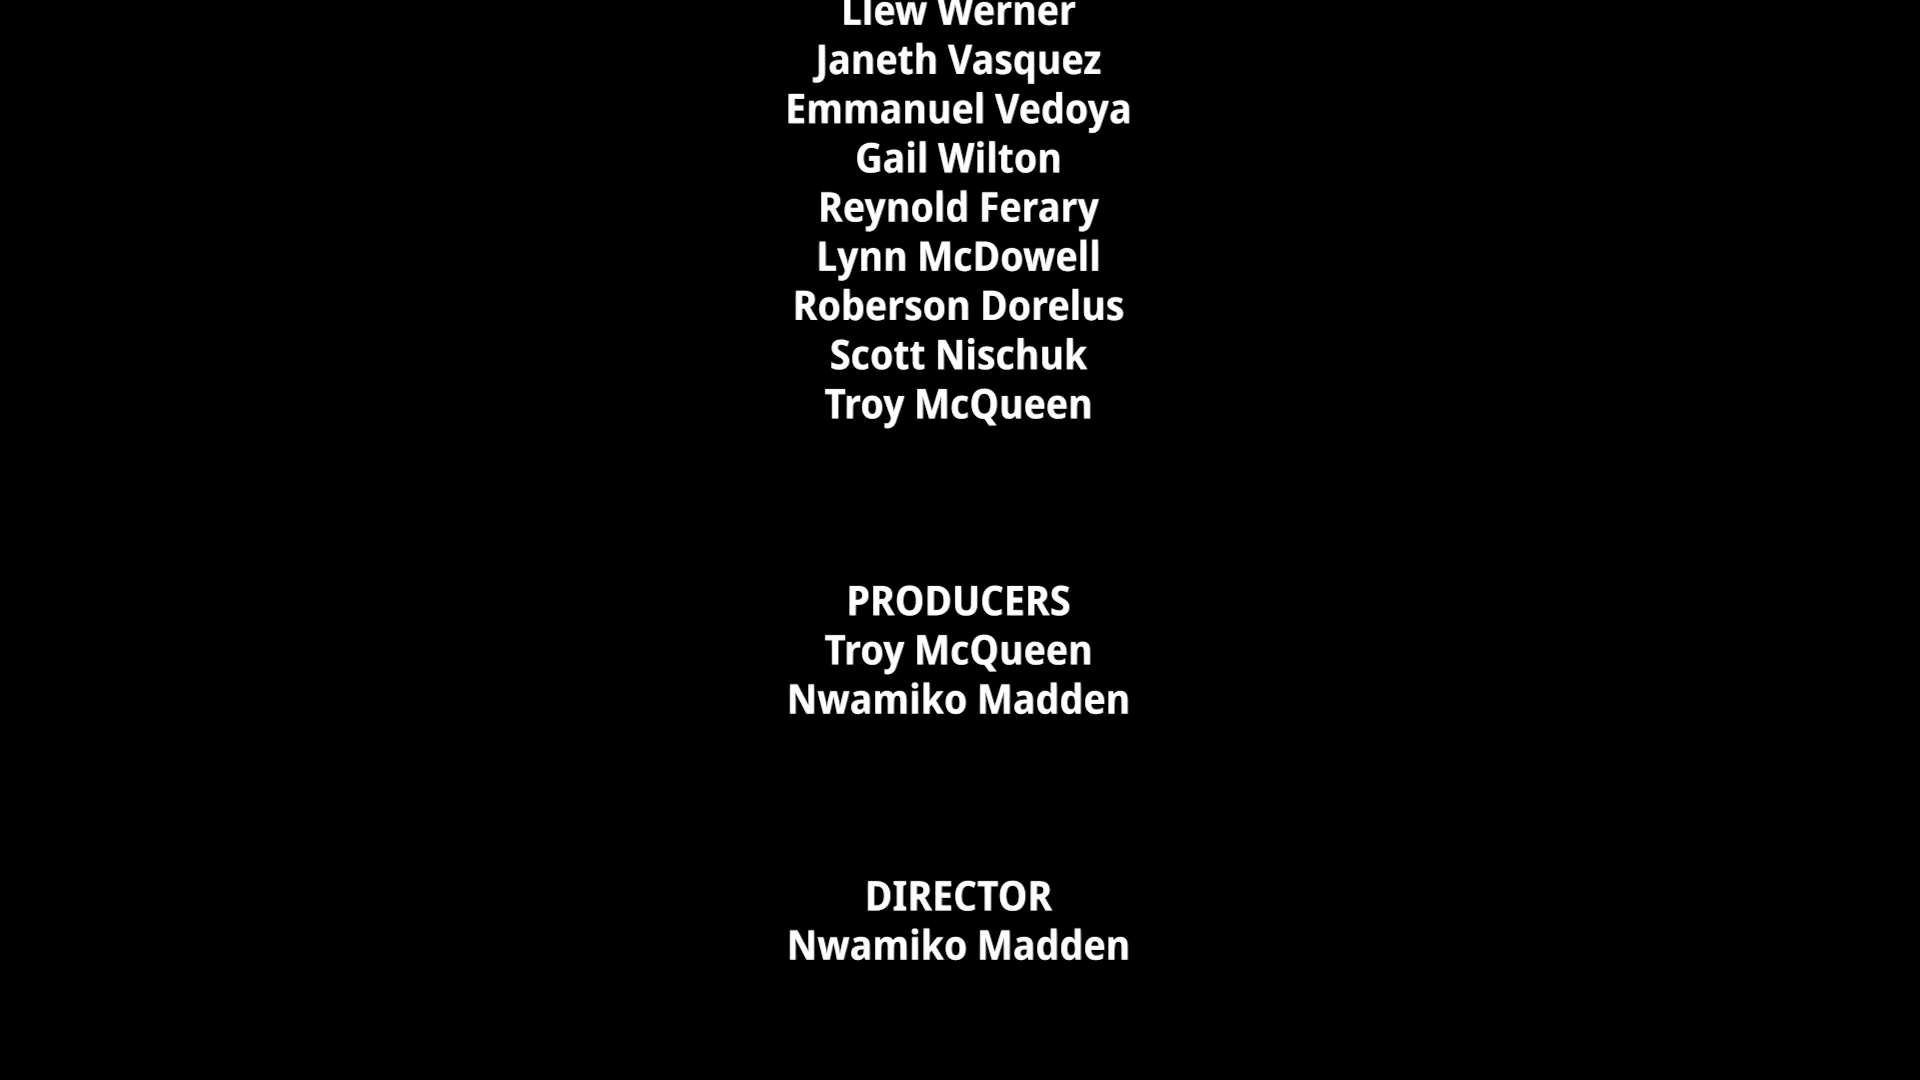 Llew Werner
Janeth Vasquez
Emmanuel Vedoya
Gail Wilton
Reynold Ferary
Lynn McDowell
Roberson Dorelus
Scott Nischuk
Troy McQueen
PRODUCERS
Troy McQueen
Nwamiko Madden
DIRECTOR
Nwamiko Madden